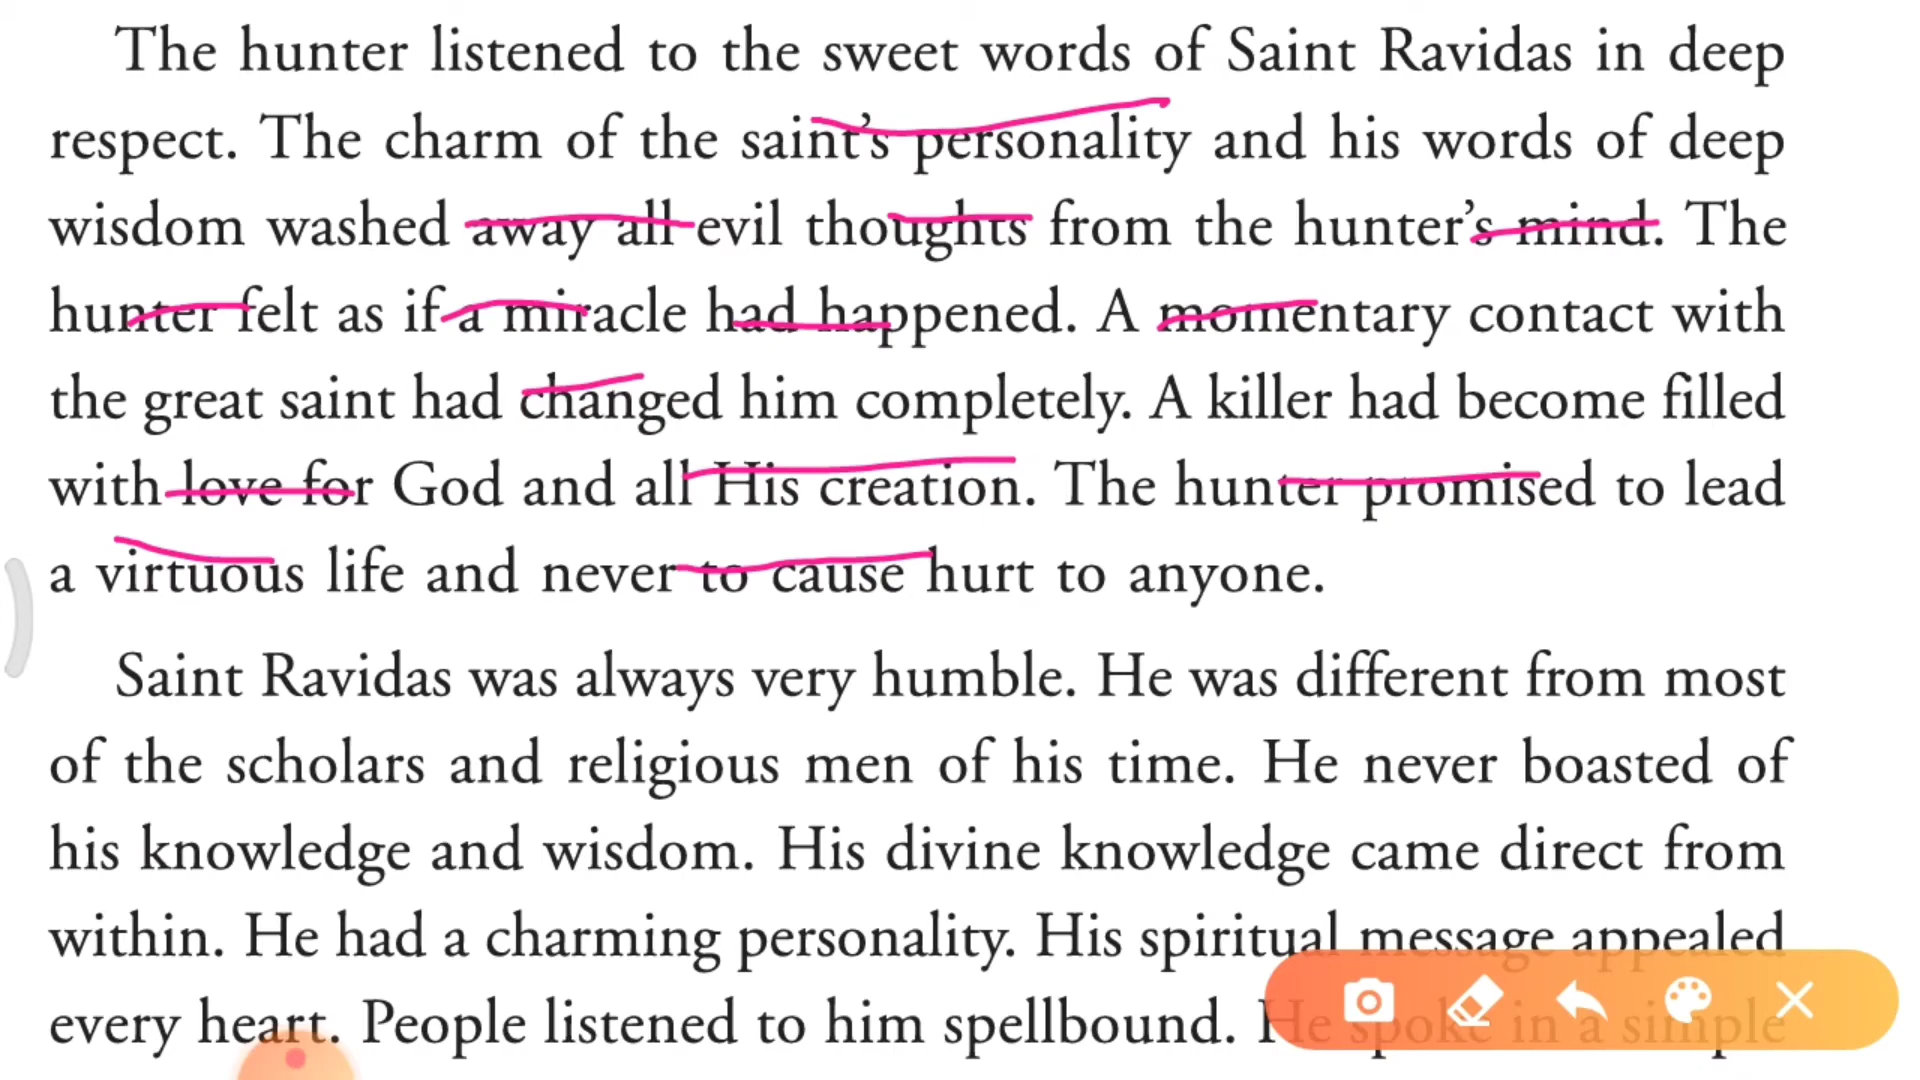 The hunter listened to the sweet words of Saint Ravidas in deep
respect. The charm of the saint's personality and his words of deep
wisdom washed away all evil thoughts from the hunter's mind. The
hunter felt as if a miracle had happened. A momentary contact with
the great saint had changed him completely. A killer had become filled
with love for God and all His creation. The hunter promised to lead
a virtuous life and never to cause hurt to anyone.
Saint Ravidas was always very humble. He was different from most
of the scholars and religious men of his time. He never boasted of
his knowledge and wisdom. His divine knowledge came direct from
within. He had a charming personality. His spiritual message appealed
every heart. People listened to him spellbound. He spoke in a simple